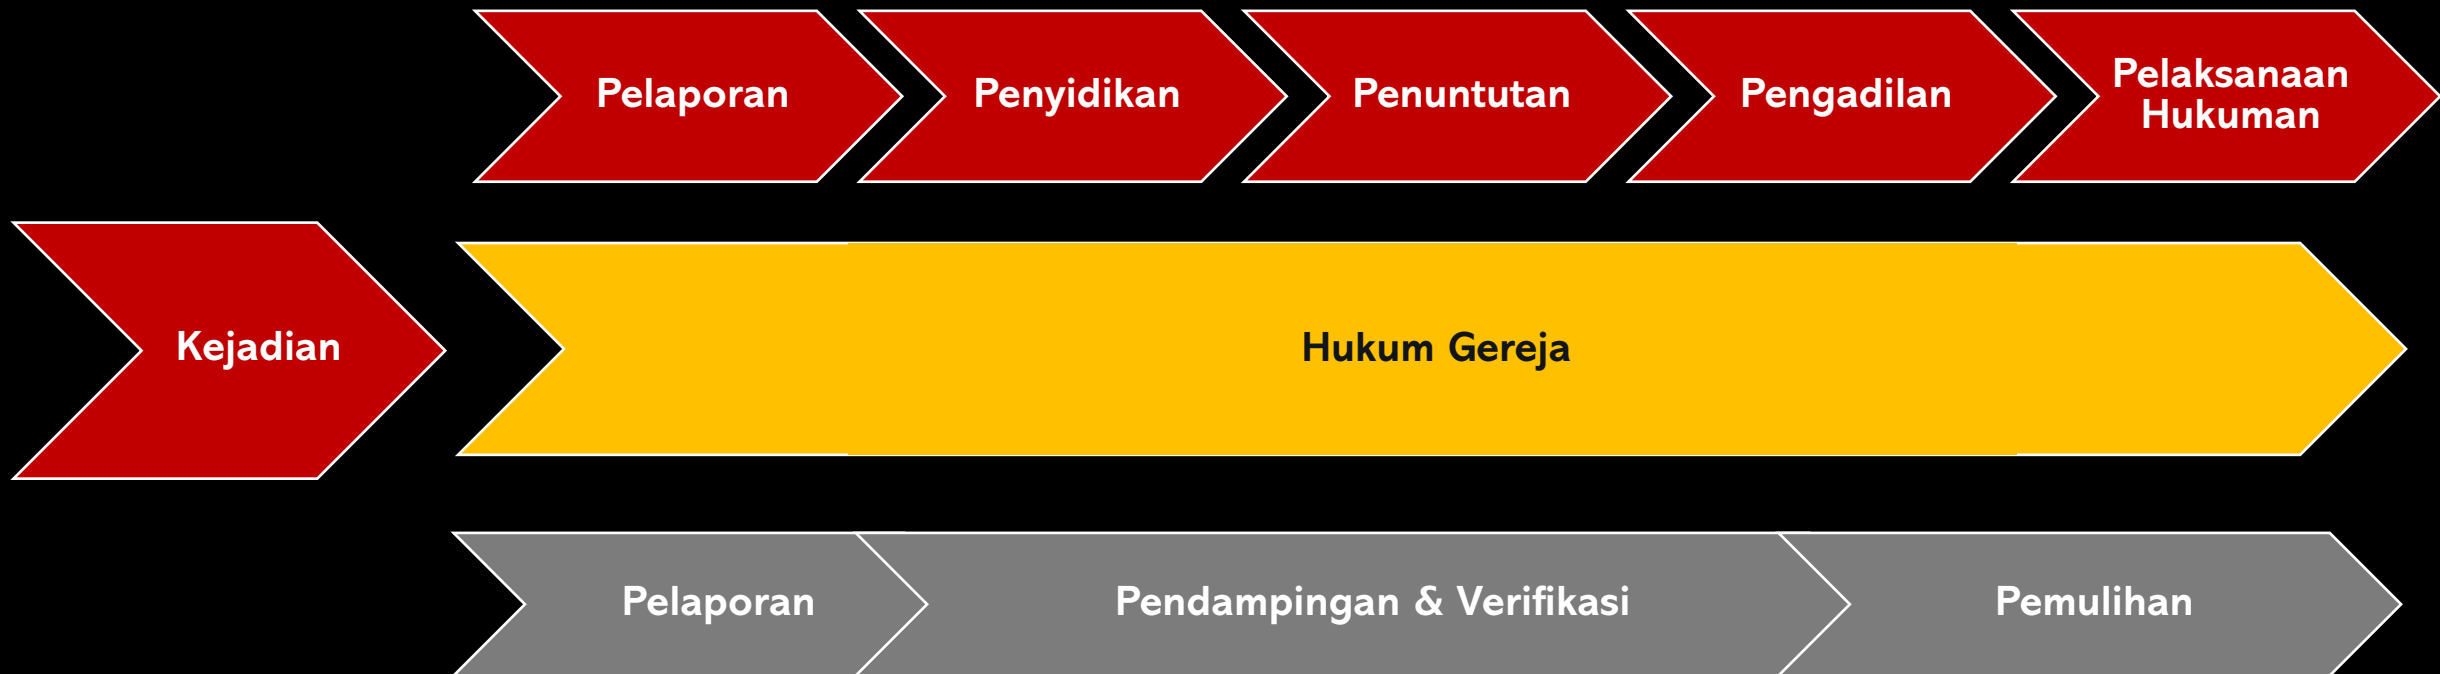 Pelaporan
Penyidikan
Penuntutan
Pengadilan
Pelaksanaan
Hukuman
Kejadian
Hukum Gereja
Pelaporan
Pendampingan & Verifikasi
Pemulihan